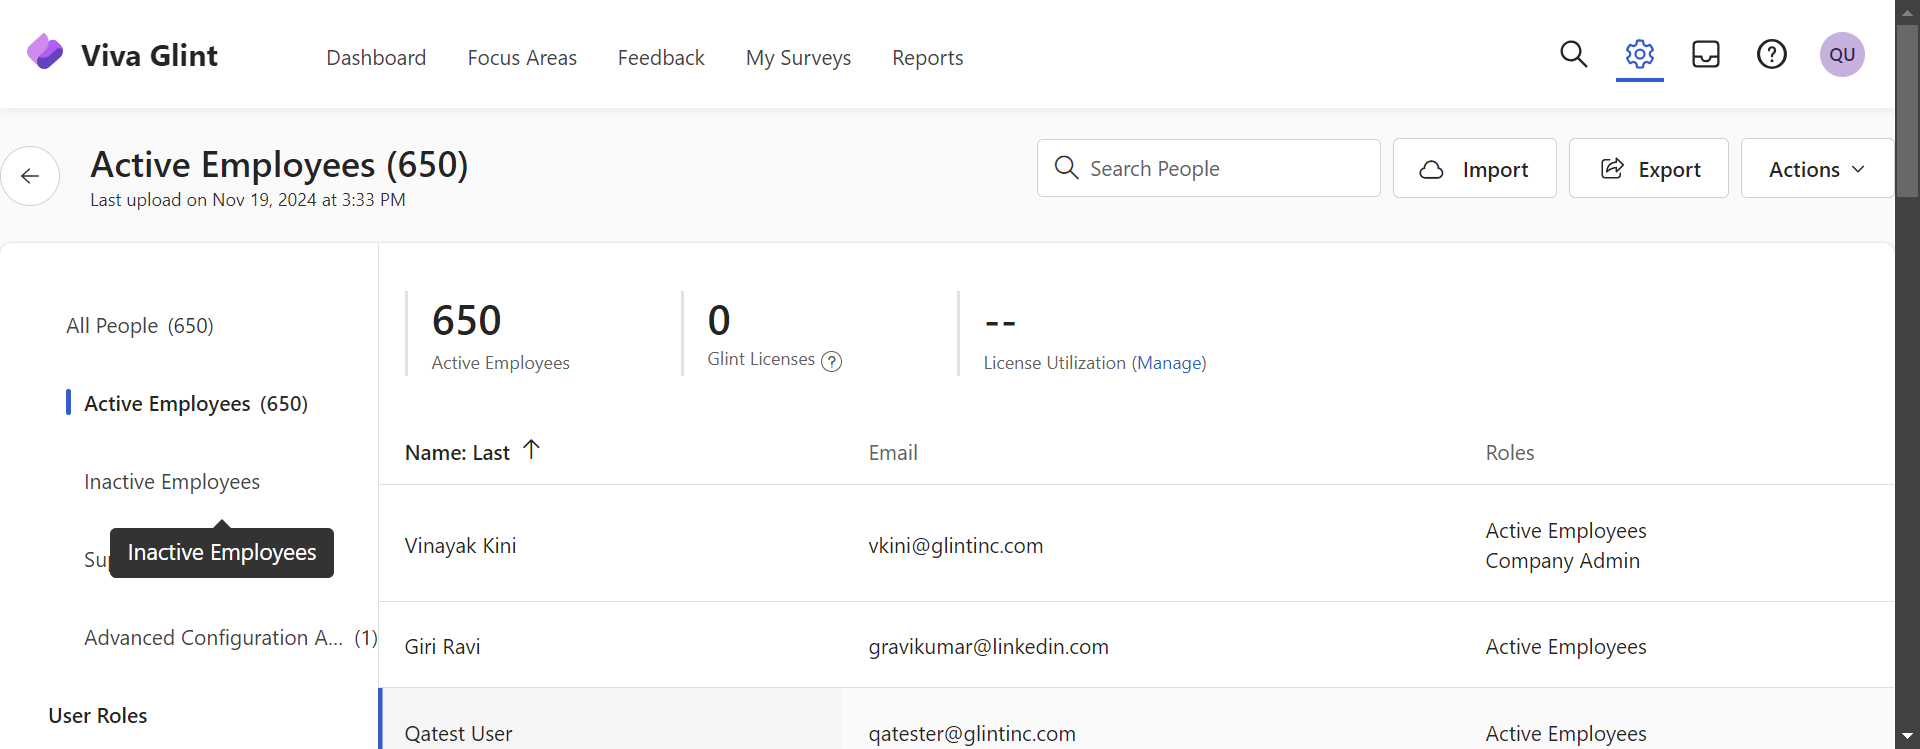 Viva Glint
Dashboard
Focus Areas
Feedback
My Surveys
Reports
QU
Active Employees (650)
Last upload on Nov 19, 2024 at 3:33 PM
Search People
Import
Export
Actions
All People (650)
Active Employees (650)
Inactive Employees
Inactive Employees
Advanced Configuration A... (1)
User Roles
650
Active Employees
0
Glint Licenses
--
License Utilization (Manage)
Name: Last
Email
Roles
Vinayak Kini
vkini@glintinc.com
Active Employees
Company Admin
Giri Ravi
gravikumar@linkedin.com
Active Employees
Qatest User
qatester@glintinc.com
Active Employees